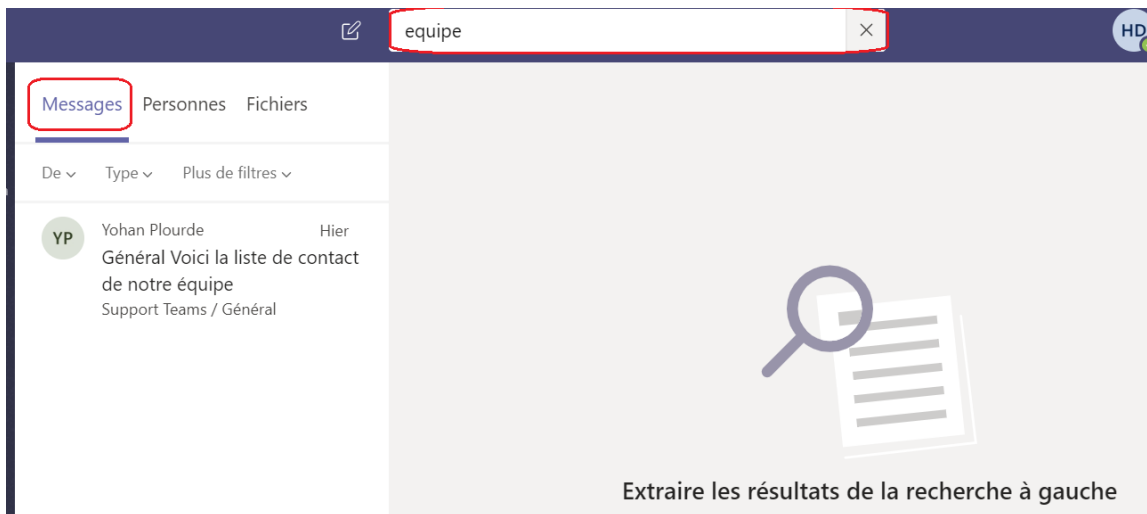 equipe
HD
Messages Personnes Fichiers
De Type Plus de filtres
YP
Yohan Plourde Hier
Général Voici la liste de contact
de notre équipe
Support Teams / Général
Extraire les résultats de la recherche à gauche